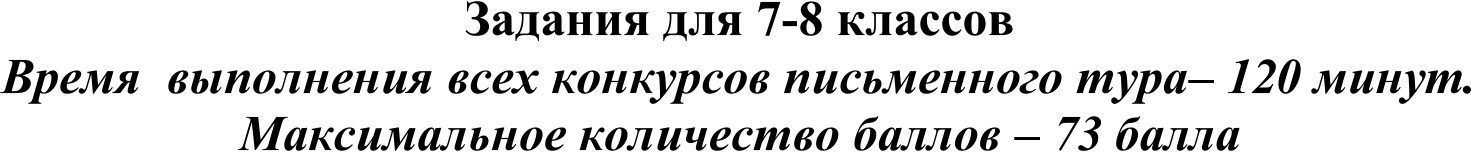 Задания для 7-8 классов
Время выполнения всех конкурсов письменного тура– 120 минут.
Максимальное количество баллов – 73 балла